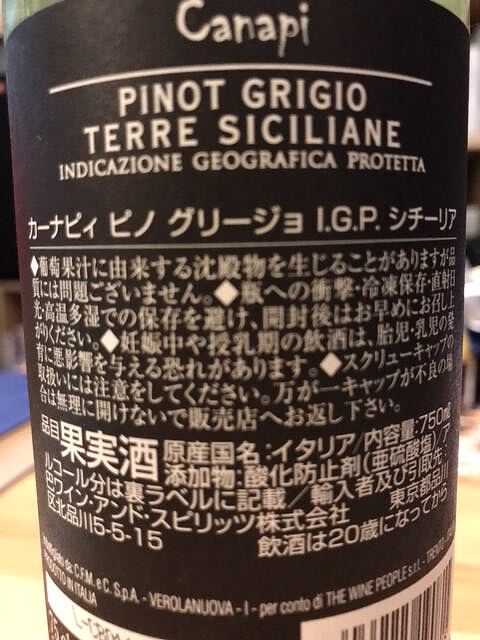 Canapi
PINOT GRIGIO
TERRE SICILIANE
INDICAZIONE GEOGRAFICA PROTETTA
カーナピィ ピノ グリージョ I.G.P. シチーリア
◆葡萄果汁に由来する沈殿物を生じることがありますが品
質には問題ございません。◆瓶への衝撃・冷凍保存・直射日
光・高温多湿での保存を避け、開封後はお早めにお召し上
がりください。◆妊娠中や授乳期の飲酒は、胎児・乳児の発
育に悪影響を与える恐れがあります。◆スクリューキャップの
取扱いには注意をしてください。万が一キャップが不良の場
合は無理に開けないで販売店へお返し下さい。
品目果実酒 原産国名:イタリア/内容量:750ml
添加物:酸化防止剤(亜硫酸塩)/ア
ルコール分は裏ラベルに記載/輸入者及び引取先:
巴ワイン・アンド・スピリッツ株式会社 東京都品川
区北品川5-5-15 飲酒は20歳になってから
da C.F.M. e C. S.p.A. - VEROLANUOVA - I - per conto di THE WINE PEOPLE s.r.l. - TRENTO
PRODUCT IN ITALIA